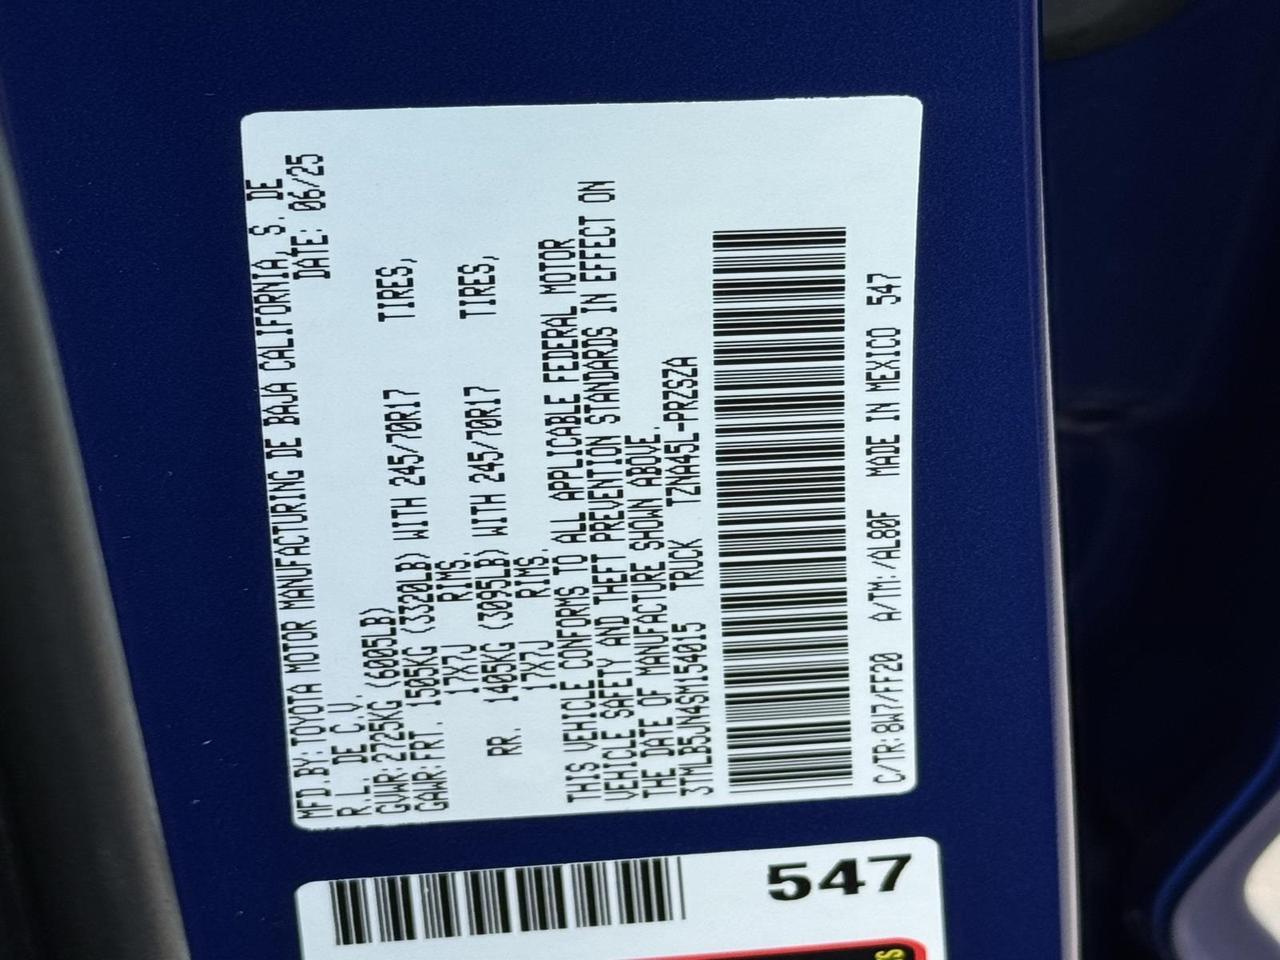 MFD.BY:TOYOTA MOTOR MANUFACTURING DE BAJA CALIFORNIA, S. DE
R.L. DE C.V. DATE: 06/25
GVWR:2725KG (6005LB)
GAWR:FRT. 1505KG (3320LB) WITH 245/70R17 TIRES,
17X7J RIMS.
RR. 1405KG (3095LB) WITH 245/70R17 TIRES,
17X7J RIMS.
THIS VEHICLE CONFORMS TO ALL APPLICABLE FEDERAL MOTOR
VEHICLE SAFETY AND THEFT PREVENTION STANDARDS IN EFFECT ON
THE DATE OF MANUFACTURE SHOWN ABOVE.
3TMLB5JN4SM154015 TRUCK TZNA45L-PRZSZA
C/TR:8W7/FF20 A/TM:/AL80F MADE IN MEXICO 547
547